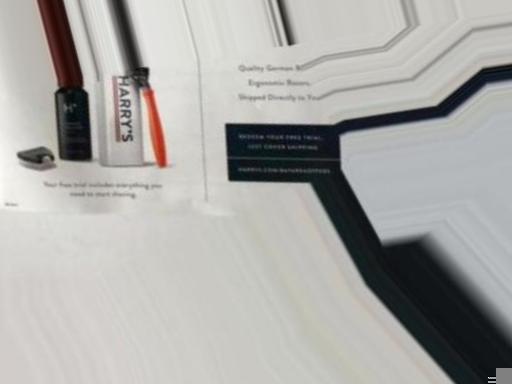 HARRY'S
Your free trial includes everything you
need to start shaving.
Quality German
Ergonomic Razors,
Shipped Directly to You
REDEEM YOUR FREE TRIAL,
JUST COVER SHIPPING